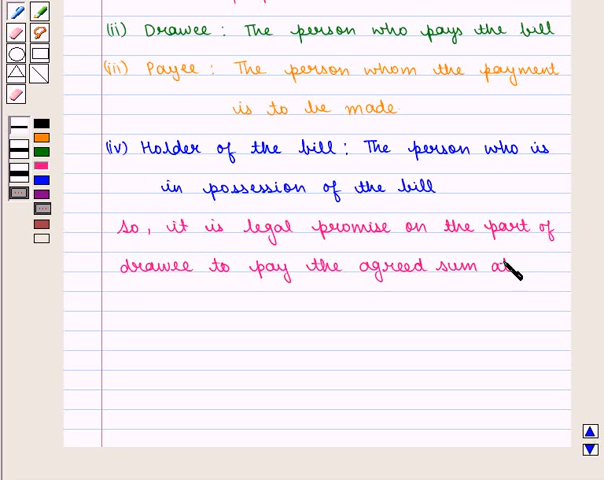 (ii) Drawee : The person who pays the bill
(iii) Payee : The person whom the payment
is to be made
(iv) Holder of the bill : The person who is
in possession of the bill
So, it is legal promise on the part of
drawee to pay the agreed sum at